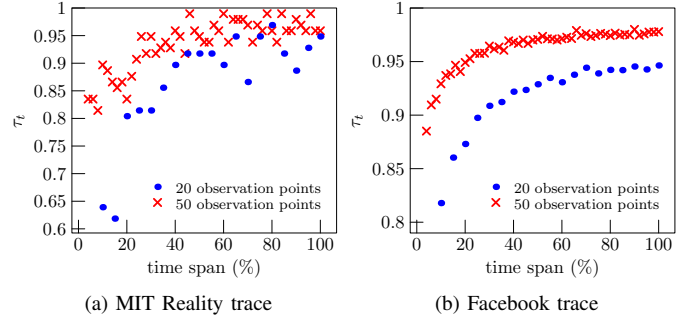 1
0.95
0.9
0.85
0.8
0.75
0.7
0.65
0.6
τt
0 20 40 60 80 100
time span (%)
20 observation points
50 observation points
(a) MIT Reality trace
1
0.95
0.9
0.85
0.8
τt
0 20 40 60 80 100
time span (%)
20 observation points
50 observation points
(b) Facebook trace